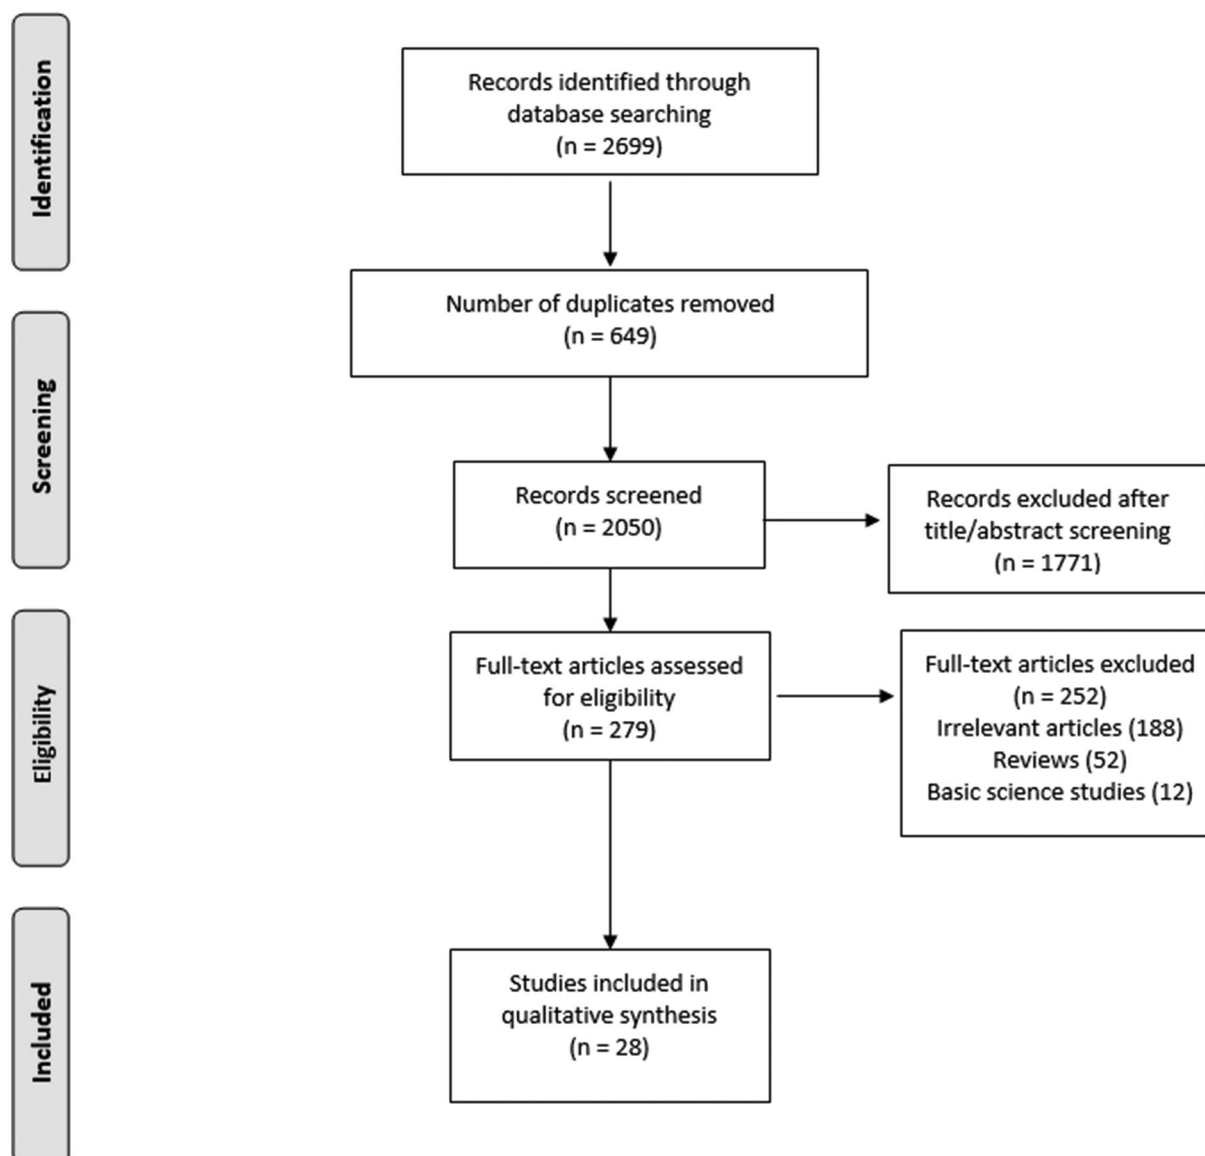 Identification
Records identified through
database searching
(n = 2699)
Number of duplicates removed
(n = 649)
Screening
Records screened
(n = 2050)
Records excluded after
title/abstract screening
(n = 1771)
Eligibility
Full-text articles assessed
for eligibility
(n = 279)
Full-text articles excluded
(n = 252)
Irrelevant articles (188)
Reviews (52)
Basic science studies (12)
Included
Studies included in
qualitative synthesis
(n = 28)